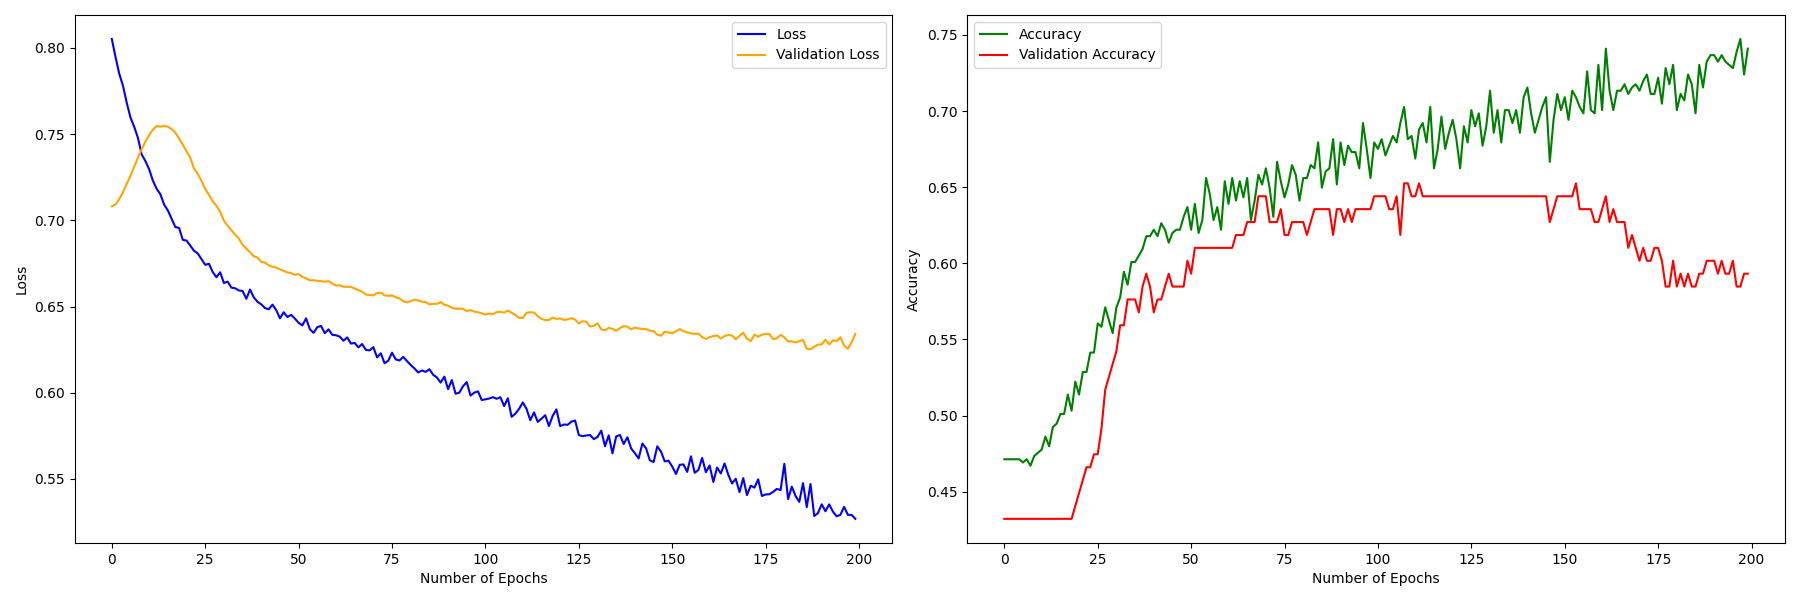 Loss
Validation Loss
0.80
0.75
0.70
0.65
0.60
0.55
Loss
0 25 50 75 100 125 150 175 200
Number of Epochs
Accuracy
Validation Accuracy
0.75
0.70
0.65
0.60
0.55
0.50
0.45
Accuracy
0 25 50 75 100 125 150 175 200
Number of Epochs